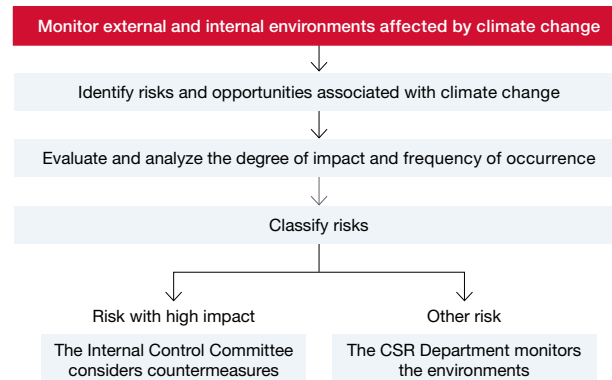 Monitor external and internal environments affected by climate change
Identify risks and opportunities associated with climate change
Evaluate and analyze the degree of impact and frequency of occurrence
Classify risks
Risk with high impact
The Internal Control Committee
considers countermeasures
Other risk
The CSR Department monitors
the environments